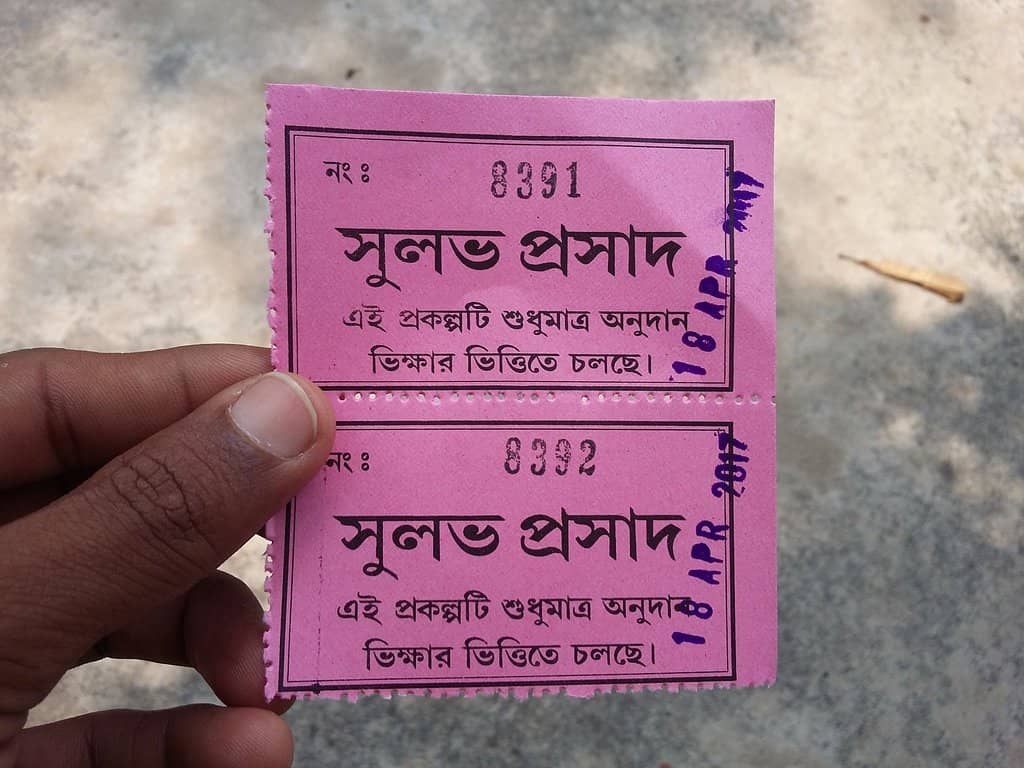 নং ঃ 8391
সুলভ প্রসাদ
এই প্রকল্পটি শুধুমাত্র অনুদান
ভিক্ষার ভিত্তিতে চলছে।
18 APR 2017
নং ঃ 8392
সুলভ প্রসাদ
এই প্রকল্পটি শুধুমাত্র অনুদান
ভিক্ষার ভিত্তিতে চলছে।
18 APR 2017